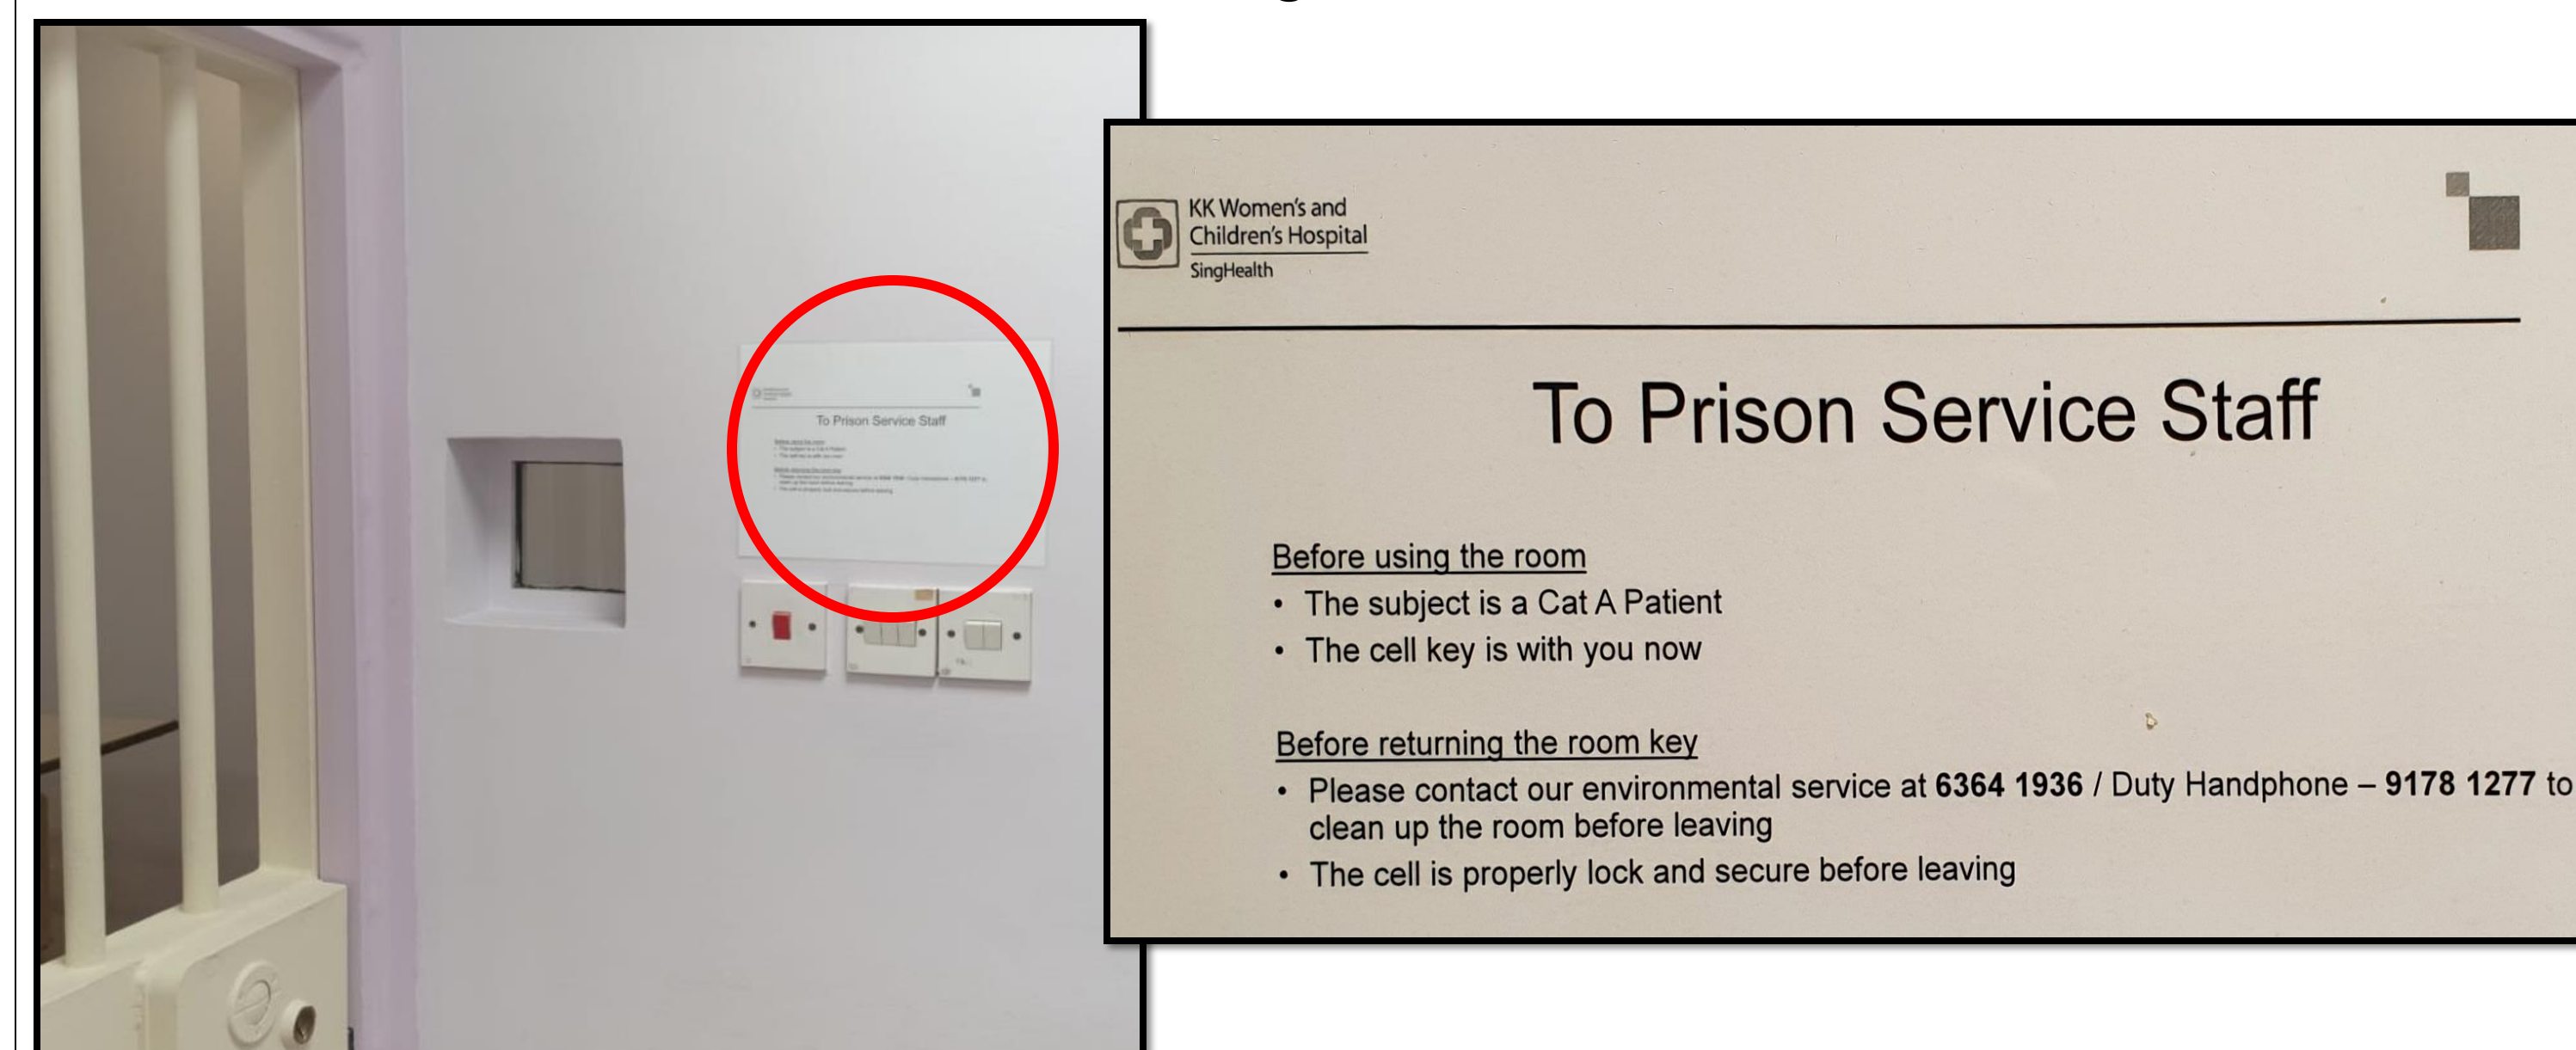 To Prison Service Staff
KK Women's and
Children's Hospital
SingHealth
To Prison Service Staff
Before using the room
• The subject is a Cat A Patient
• The cell key is with you now
Before returning the room key
• Please contact our environmental service at 6364 1936 / Duty Handphone – 9178 1277 to
clean up the room before leaving
• The cell is properly lock and secure before leaving